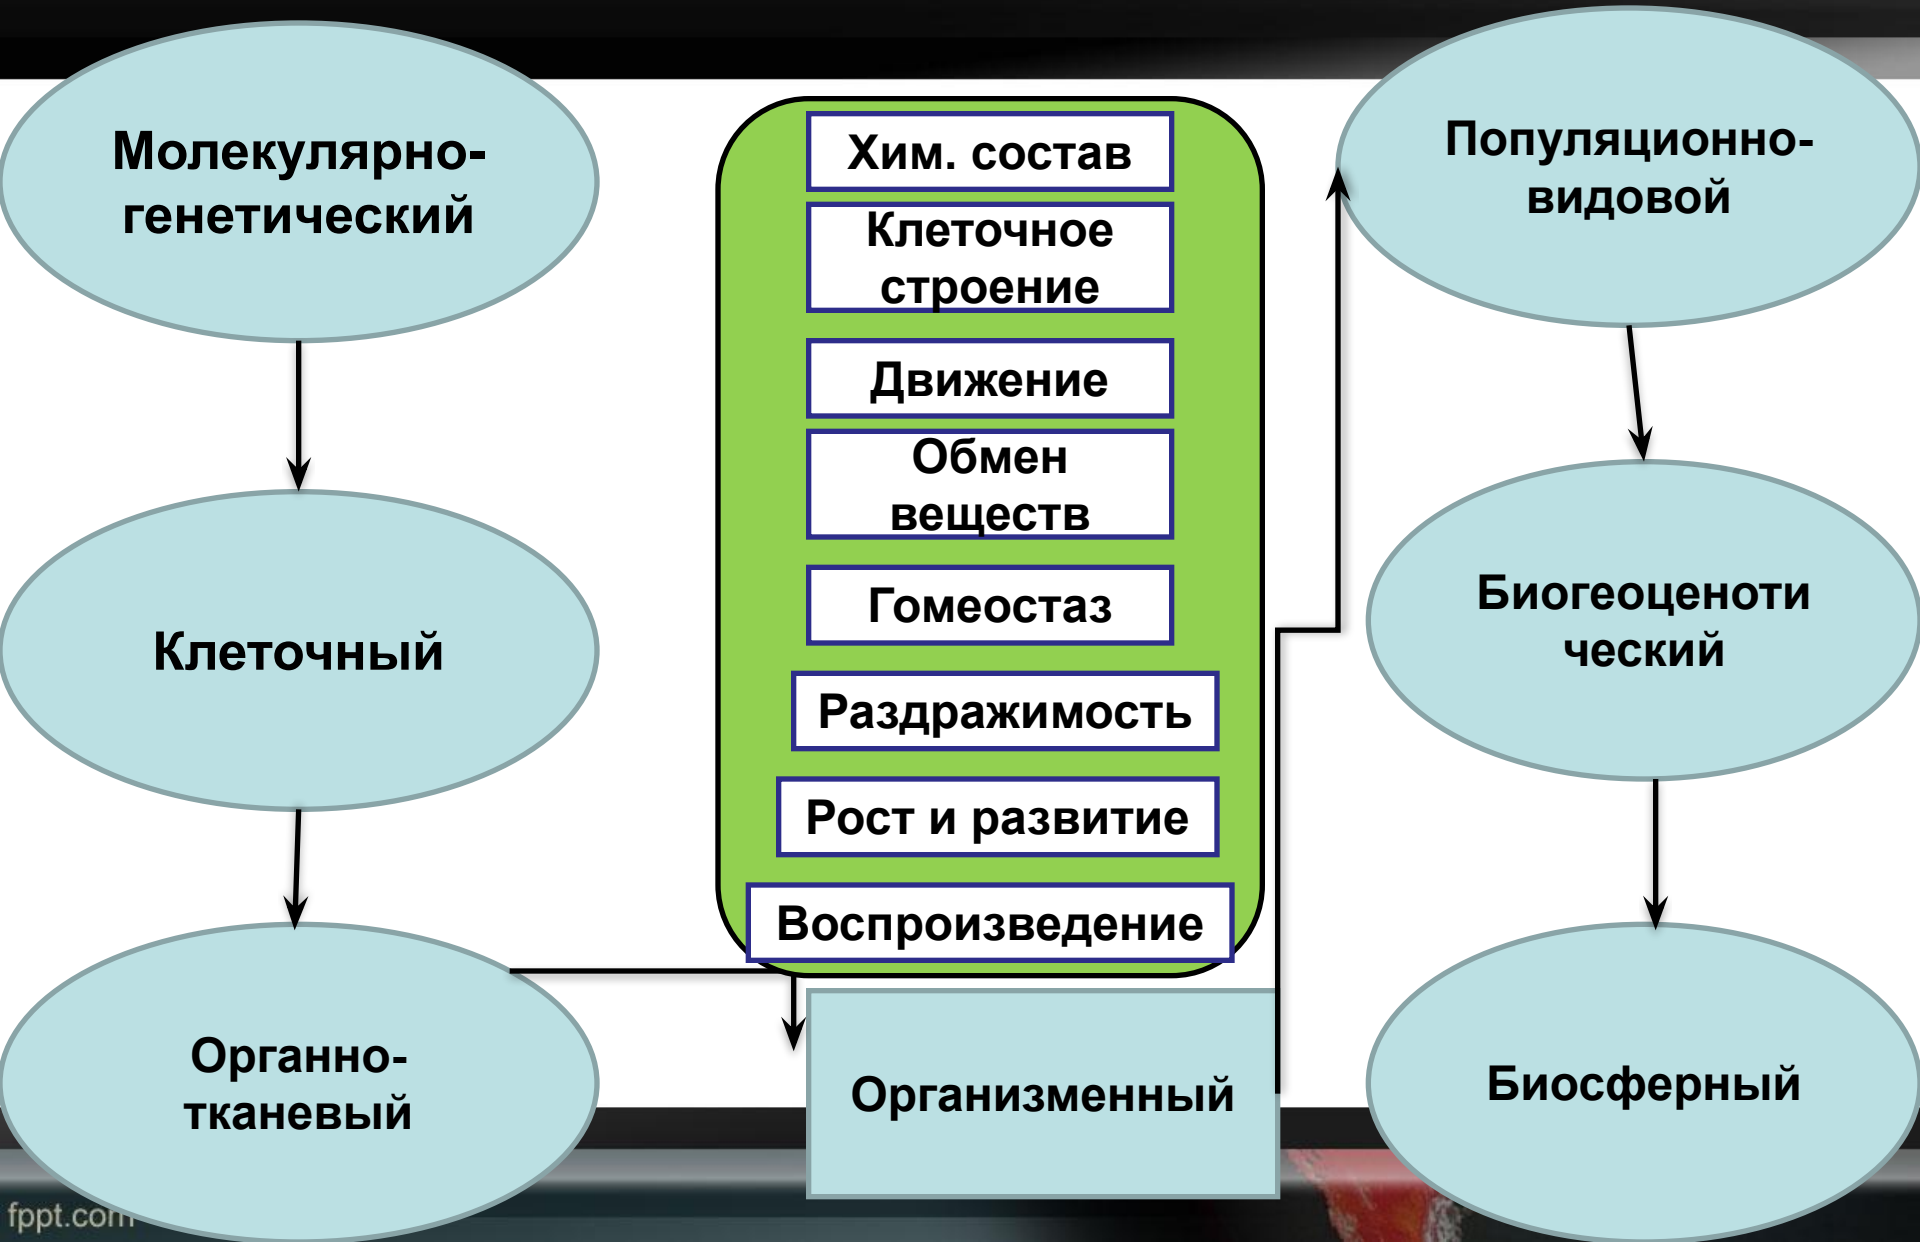 Молекулярно-
генетический
Клеточный
Органно-
тканевый
Хим. состав
Клеточное
строение
Движение
Обмен
веществ
Гомеостаз
Раздражимость
Рост и развитие
Воспроизведение
Организменный
Популяционно-
видовой
Биогеоценоти
ческий
Биосферный
fppt.com